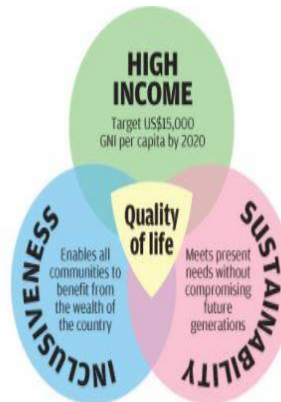 HIGH
INCOME
Target US$15,000
GNI per capita by 2020
Quality
of life
INCLUSIVENESS
Enables all
communities to
benefit from
the wealth of
the country
SUSTAINABILITY
Meets present
needs without
compromising
future
generations